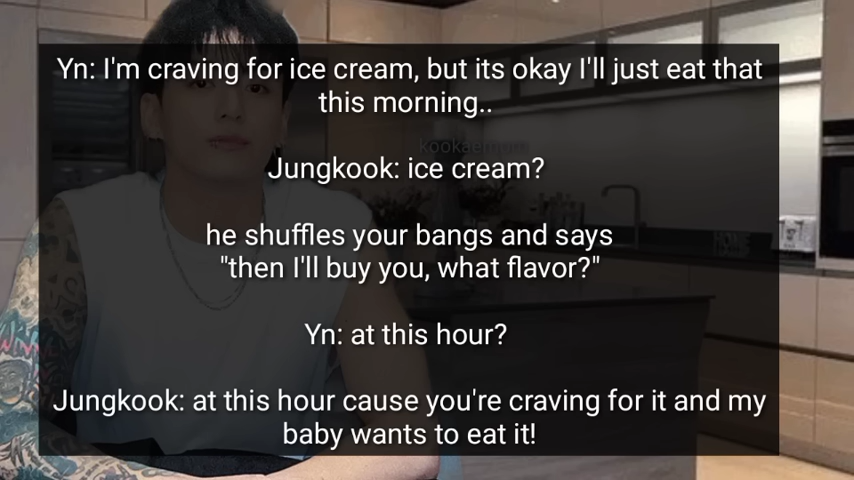 Yn: I'm craving for ice cream, but its okay I'll just eat that
this morning..
Jungkook: ice cream?
he shuffles your bangs and says
"then I'll buy you, what flavor?"
Yn: at this hour?
Jungkook: at this hour cause you're craving for it and my
baby wants to eat it!